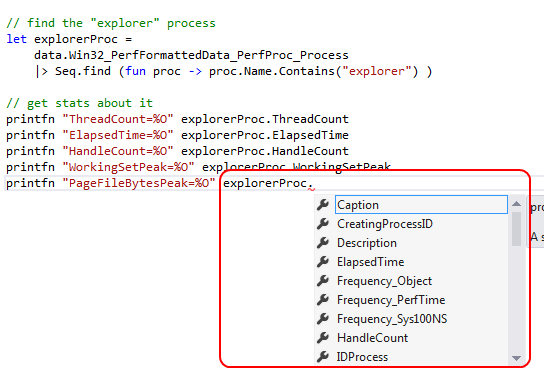 // find the "explorer" process
let explorerProc =
data.Win32_PerfFormattedData_PerfProc_Process
|> Seq.find (fun proc -> proc.Name.Contains("explorer") )
// get stats about it
printfn "ThreadCount=%O" explorerProc.ThreadCount
printfn "ElapsedTime=%O" explorerProc.ElapsedTime
printfn "HandleCount=%O" explorerProc.HandleCount
printfn "WorkingSetPeak=%O" explorerProc.WorkingSetPeak
printfn "PageFileBytesPeak=%O" explorerProc.
Caption
CreatingProcessID
Description
ElapsedTime
Frequency_Object
Frequency_PerfTime
Frequency_Sys100NS
HandleCount
IDProcess
pro
A s